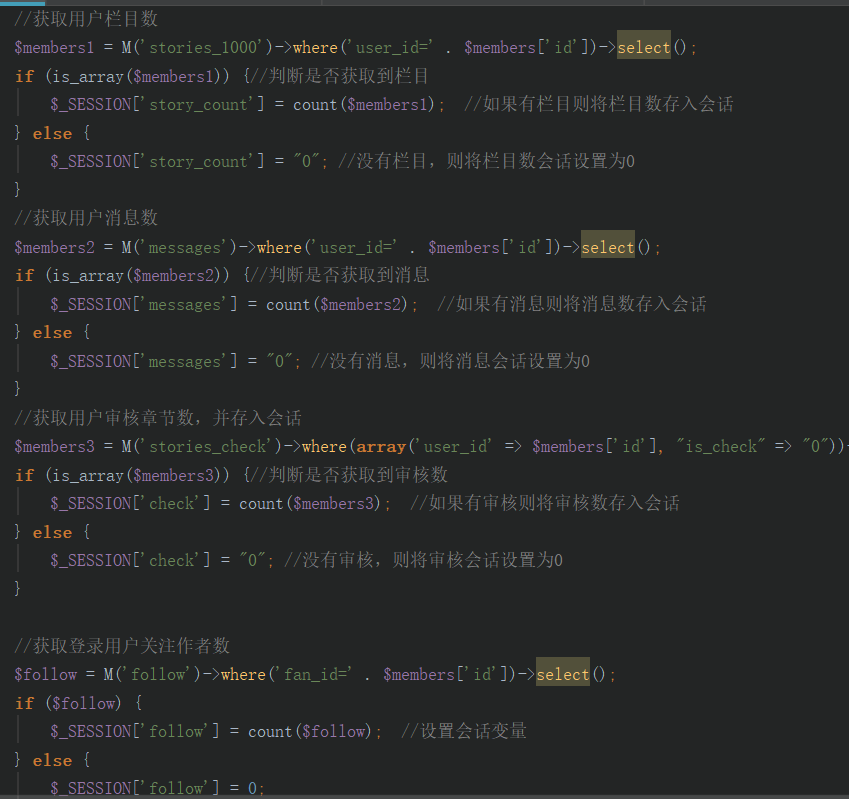 //获取用户栏目数
$members1 = M('stories_1000')->where('user_id=' . $members['id'])->select();
if (is_array($members1)) {//判断是否获取到栏目
    $_SESSION['story_count'] = count($members1);  //如果有栏目则将栏目数存入会话
} else {
    $_SESSION['story_count'] = "0"; //没有栏目，则将栏目数会话设置为0
}
//获取用户消息数
$members2 = M('messages')->where('user_id=' . $members['id'])->select();
if (is_array($members2)) {//判断是否获取到消息
    $_SESSION['messages'] = count($members2);  //如果有消息则将消息数存入会话
} else {
    $_SESSION['messages'] = "0"; //没有消息，则将消息会话设置为0
}
//获取用户审核章节数，并存入会话
$members3 = M('stories_check')->where(array('user_id' => $members['id'], "is_check" => "0"))-
if (is_array($members3)) {//判断是否获取到审核数
    $_SESSION['check'] = count($members3);  //如果有审核则将审核数存入会话
} else {
    $_SESSION['check'] = "0"; //没有审核，则将审核会话设置为0
}
//获取登录用户关注作者数
$follow = M('follow')->where('fan_id=' . $members['id'])->select();
if ($follow) {
    $_SESSION['follow'] = count($follow);  //设置会话变量
} else {
    $_SESSION['follow'] = 0;